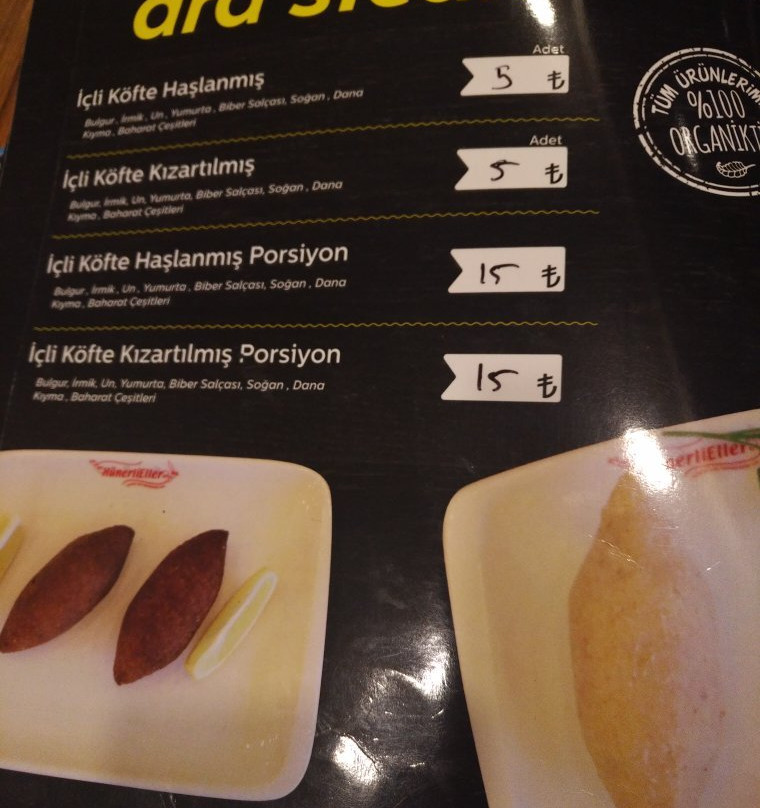 ara sıcak
Adet
İçli Köfte Haşlanmış
5 ₺
Bulgur, İrmik, Un, Yumurta, Biber Salçası, Soğan, Dana
Kıyma, Baharat Çeşitleri
TÜM ÜRÜNLERİM
%100
ORGANİKTİ
Adet
İçli Köfte Kızartılmış
5 ₺
Bulgur, İrmik, Un, Yumurta, Biber Salçası, Soğan, Dana
Kıyma, Baharat Çeşitleri
İçli Köfte Haşlanmış Porsiyon
15 ₺
Bulgur, İrmik, Un, Yumurta, Biber Salçası, Soğan, Dana
Kıyma, Baharat Çeşitleri
İçli Köfte Kızartılmış Porsiyon
15 ₺
Bulgur, İrmik, Un, Yumurta, Biber Salçası, Soğan, Dana
Kıyma, Baharat Çeşitleri
HünerliEller
nerliEller